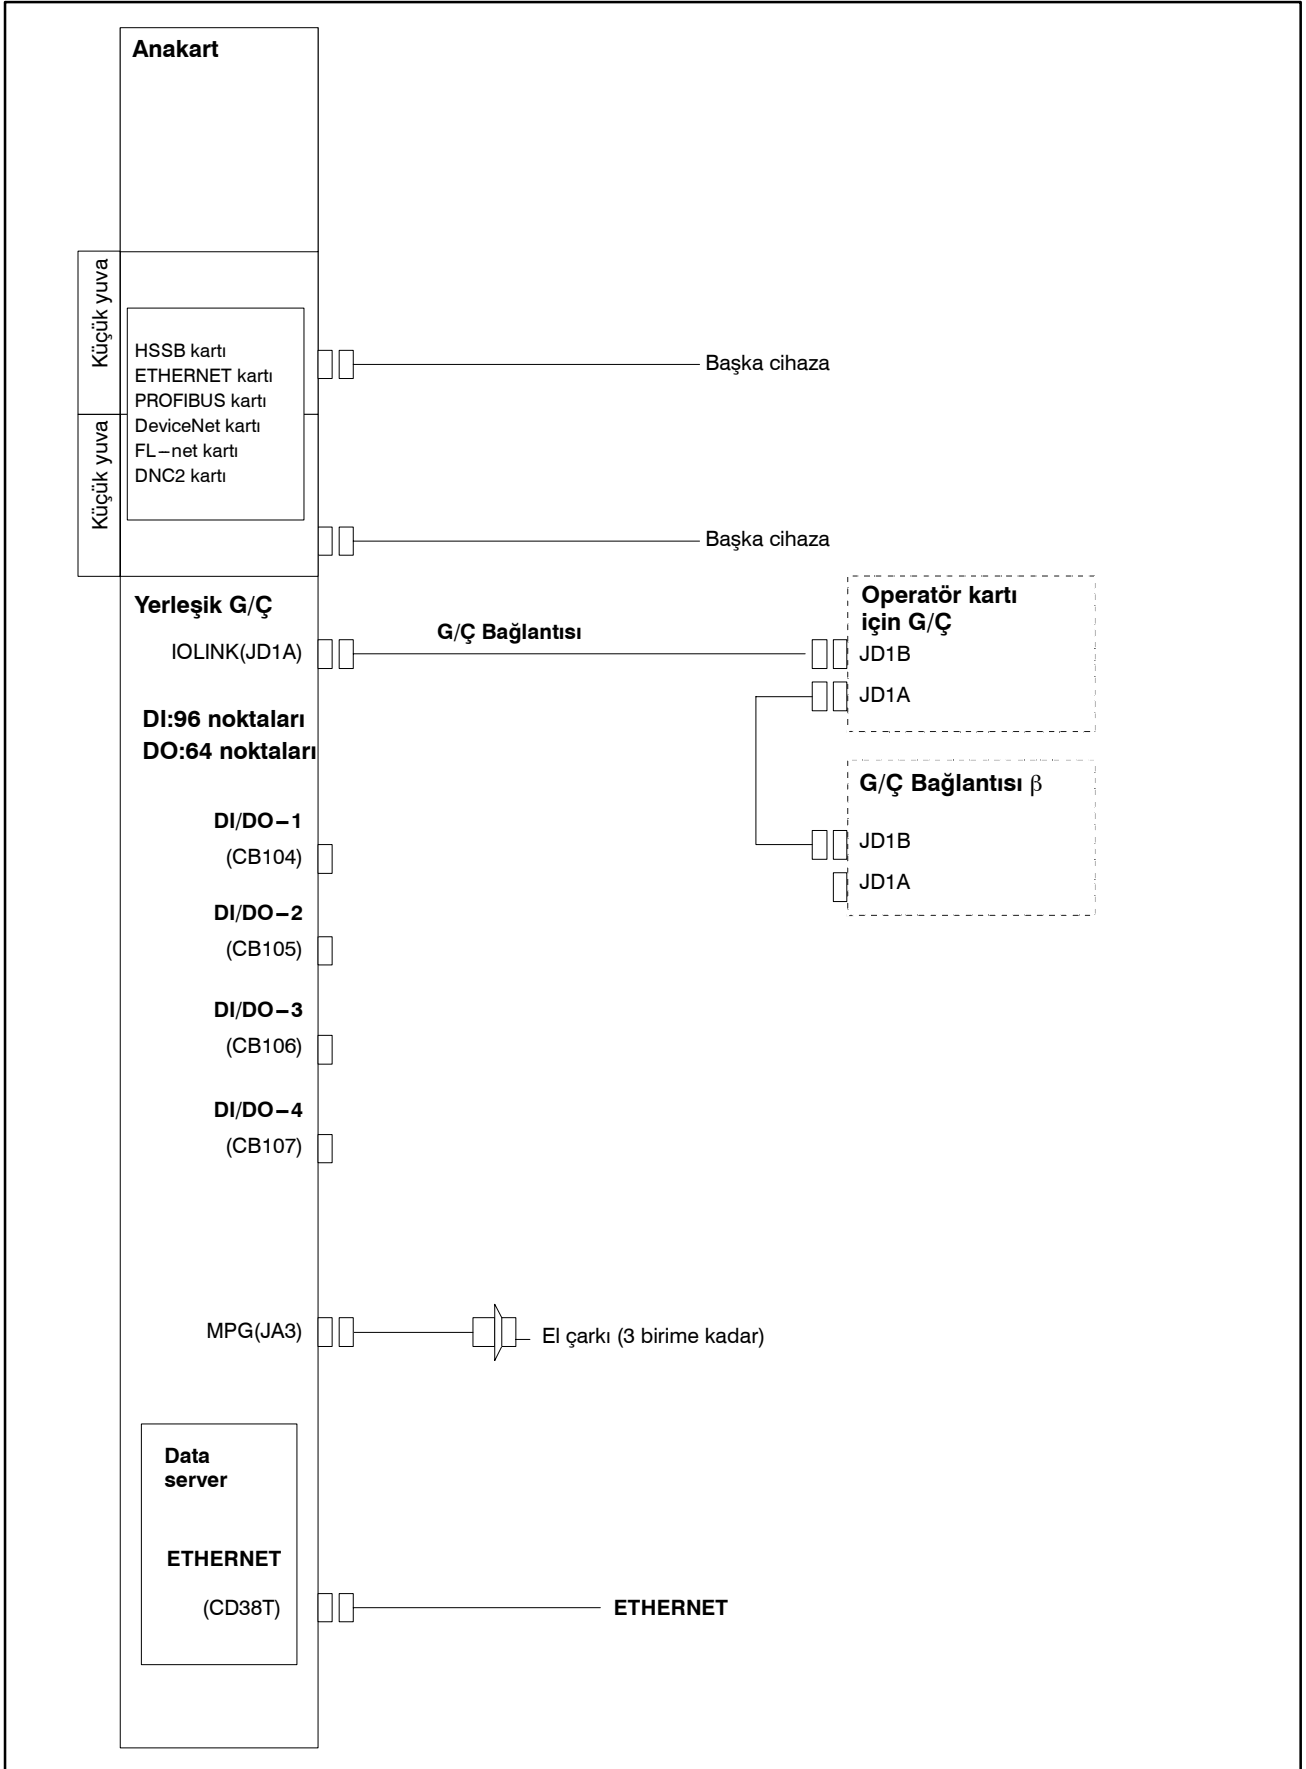 Anakart
Küçük yuva
Küçük yuva
HSSB kartı
ETHERNET kartı
PROFIBUS kartı
DeviceNet kartı
FL−net kartı
DNC2 kartı
Başka cihaza
Başka cihaza
Yerleşik G/Ç
IOLINK(JD1A)
G/Ç Bağlantısı
Operatör kartı
için G/Ç
JD1B
JD1A
DI:96 noktaları
DO:64 noktaları
G/Ç Bağlantısı β
JD1B
JD1A
DI/DO−1
(CB104)
DI/DO−2
(CB105)
DI/DO−3
(CB106)
DI/DO−4
(CB107)
MPG(JA3)
El çarkı (3 birime kadar)
Data
server
ETHERNET
(CD38T)
ETHERNET